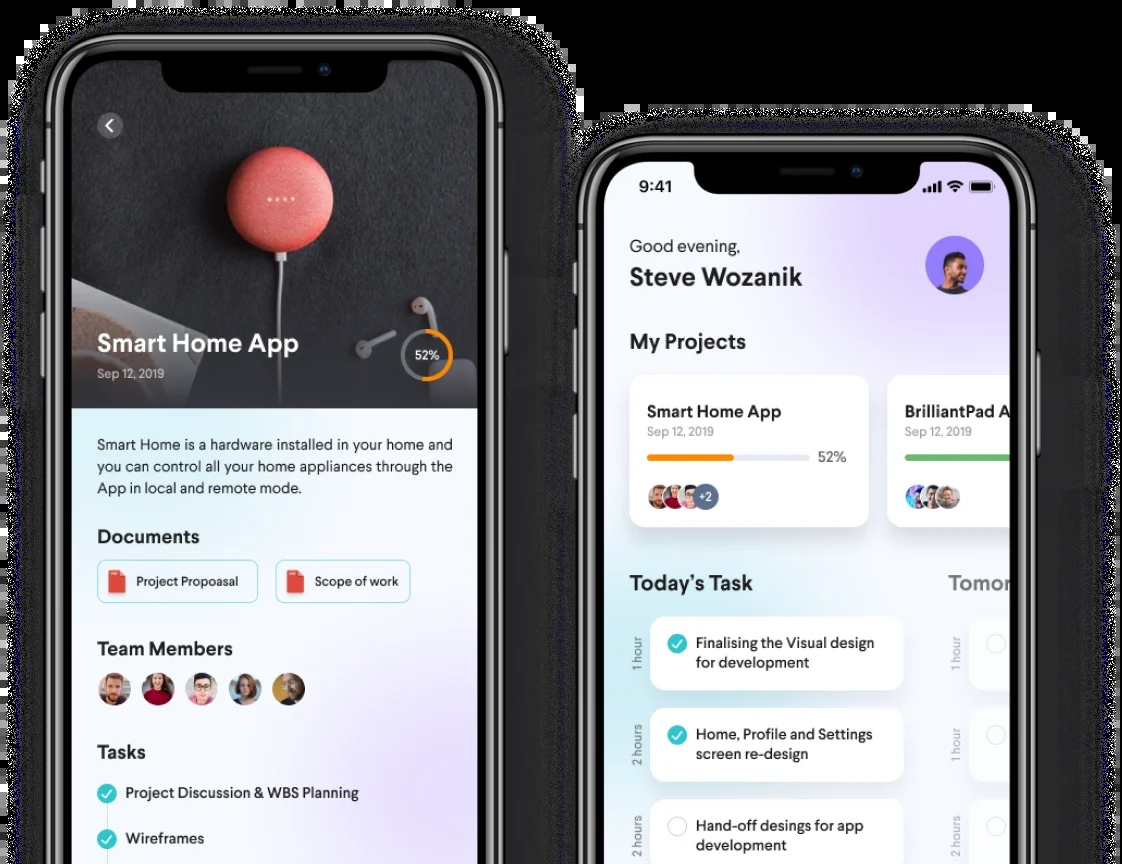 Smart Home App
Sep 12, 2019
52%
Smart Home is a hardware installed in your home and
you can control all your home appliances through the
App in local and remote mode.
Documents
Project Propoasal
Scope of work
Team Members
Tasks
Project Discussion & WBS Planning
Wireframes
9:41
Good evening,
Steve Wozanik
My Projects
Smart Home App
Sep 12, 2019
52%
+2
BrilliantPad A
Sep 12, 2019
Today's Task
Tomor
1 hour
Finalising the Visual design
for development
1 hour
2 hours
Home, Profile and Settings
screen re-design
1 hour
2 hours
Hand-off desings for app
development
2 hours